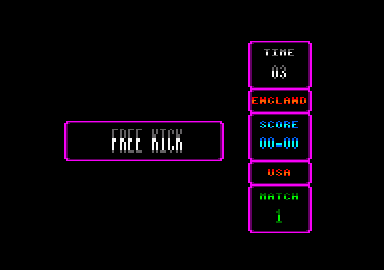 FREE KICK
TIME
03
ENGLAND
SCORE
00-00
USA
MATCH
1